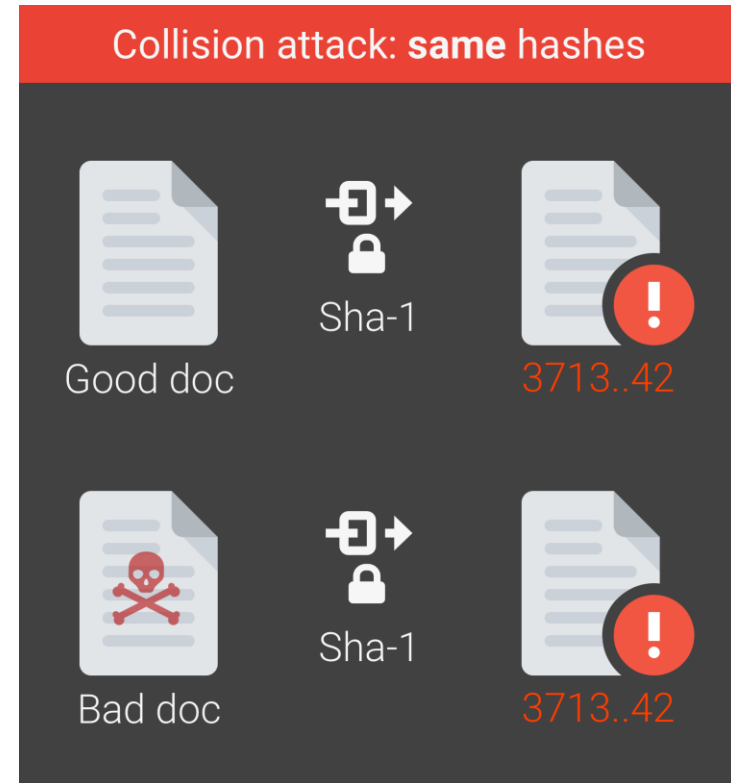 Collision attack: same hashes
Sha-1
Good doc
3713..42
Sha-1
Bad doc
3713..42